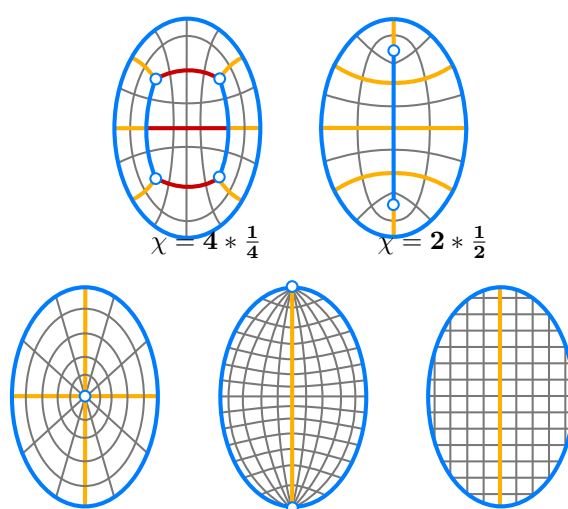 χ = 4 * 1/4
χ = 2 * 1/2